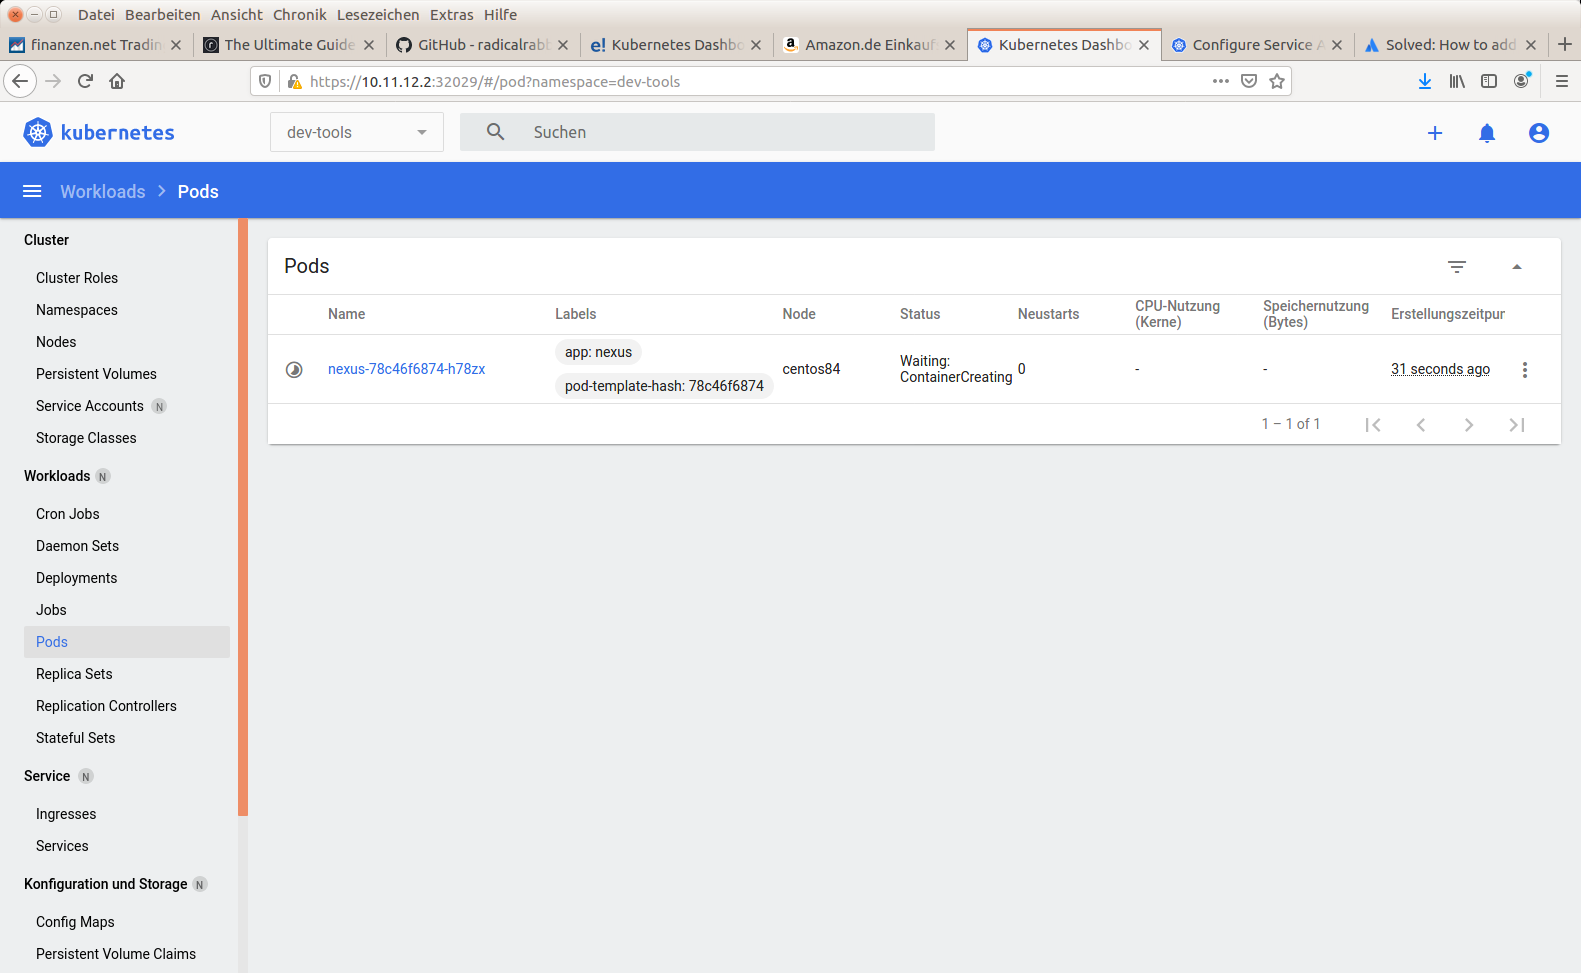 Datei Bearbeiten Ansicht Chronik Lesezeichen Extras Hilfe
finanzen.net Tradin
The Ultimate Guide
GitHub - radicalrabb
e! Kubernetes Dashbo
a Amazon.de Einkauf
Kubernetes Dashbo
Configure Service A
Solved: How to add
https://10.11.12.2:32029/#/pod?namespace=dev-tools
kubernetes
dev-tools
Suchen
Workloads > Pods
Cluster
Cluster Roles
Namespaces
Nodes
Persistent Volumes
Service Accounts N
Storage Classes
Workloads N
Cron Jobs
Daemon Sets
Deployments
Jobs
Pods
Replica Sets
Replication Controllers
Stateful Sets
Service N
Ingresses
Services
Konfiguration und Storage N
Config Maps
Persistent Volume Claims
Pods
Name Labels Node Status Neustarts CPU-Nutzung (Kerne) Speichernutzung (Bytes) Erstellungszeitpur
nexus-78c46f6874-h78zx
app: nexus
pod-template-hash: 78c46f6874
centos84
Waiting:
ContainerCreating
0
-
-
31 seconds ago
1 – 1 of 1